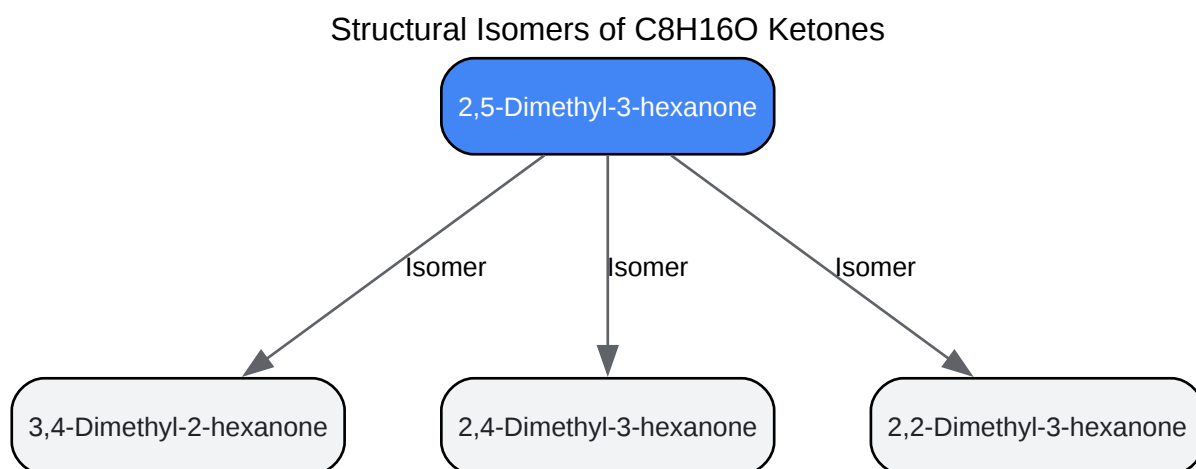 Structural Isomers of C8H16O Ketones
2,5-Dimethyl-3-hexanone
Isomer
Isomer
Isomer
3,4-Dimethyl-2-hexanone
2,4-Dimethyl-3-hexanone
2,2-Dimethyl-3-hexanone